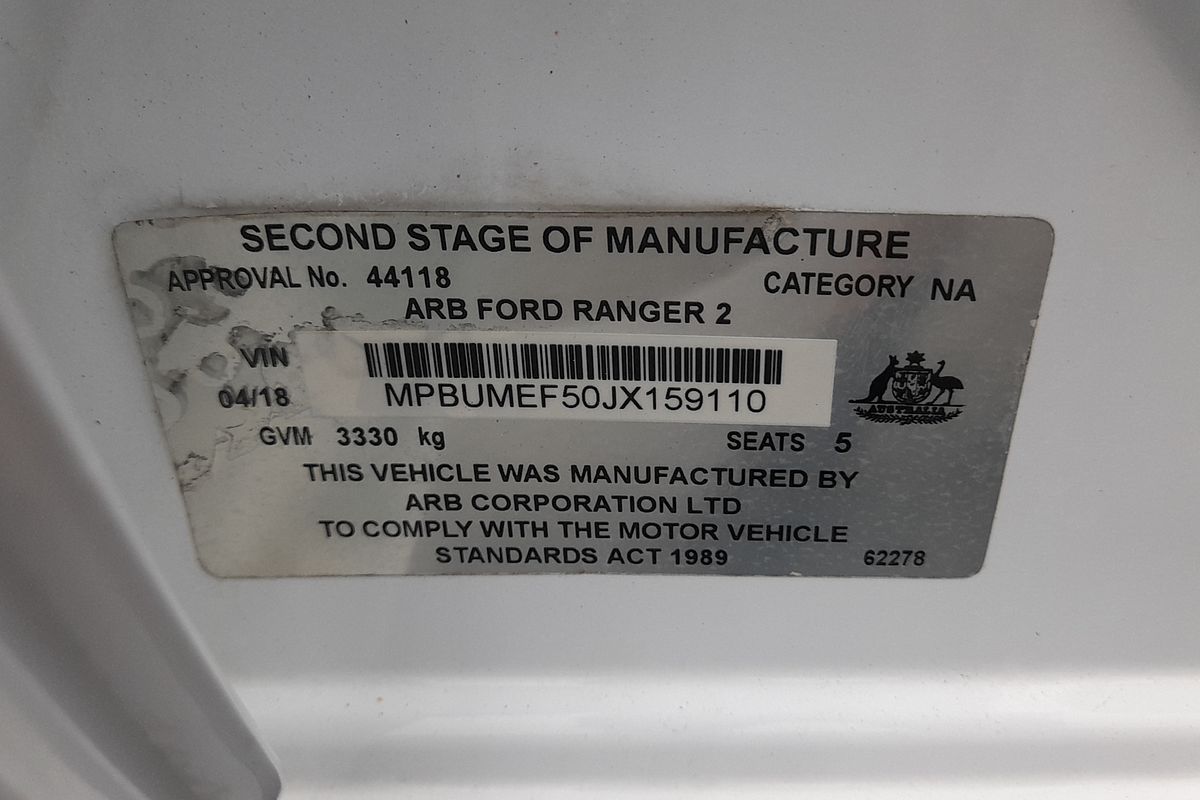 SECOND STAGE OF MANUFACTURE
APPROVAL No. 44118 CATEGORY NA
ARB FORD RANGER 2
VIN
04/18 MPBUMEF50JX159110
AUSTRALIA
GVM 3330 kg SEATS 5
THIS VEHICLE WAS MANUFACTURED BY
ARB CORPORATION LTD
TO COMPLY WITH THE MOTOR VEHICLE
STANDARDS ACT 1989 62278